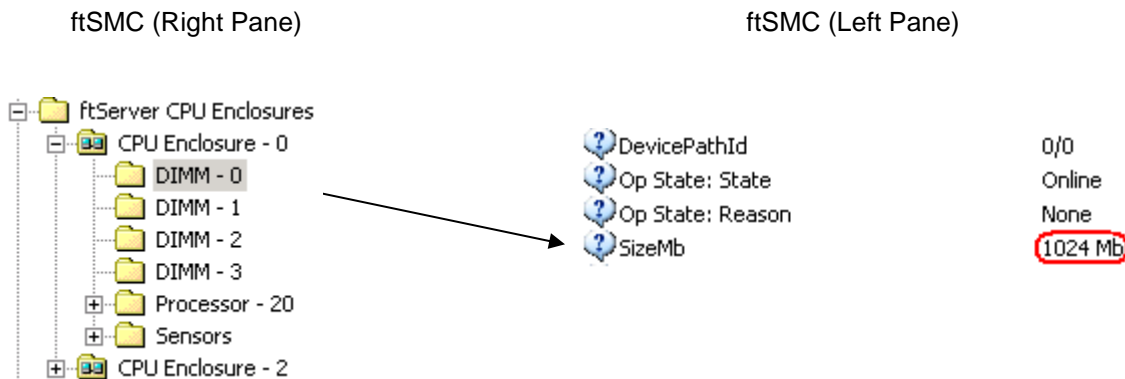 ftSMC (Right Pane)
ftSMC (Left Pane)
ftServer CPU Enclosures
CPU Enclosure - 0
DIMM - 0
DIMM - 1
DIMM - 2
DIMM - 3
Processor - 20
Sensors
CPU Enclosure - 2
DevicePathId 0/0
Op State: State Online
Op State: Reason None
SizeMb 1024 Mb